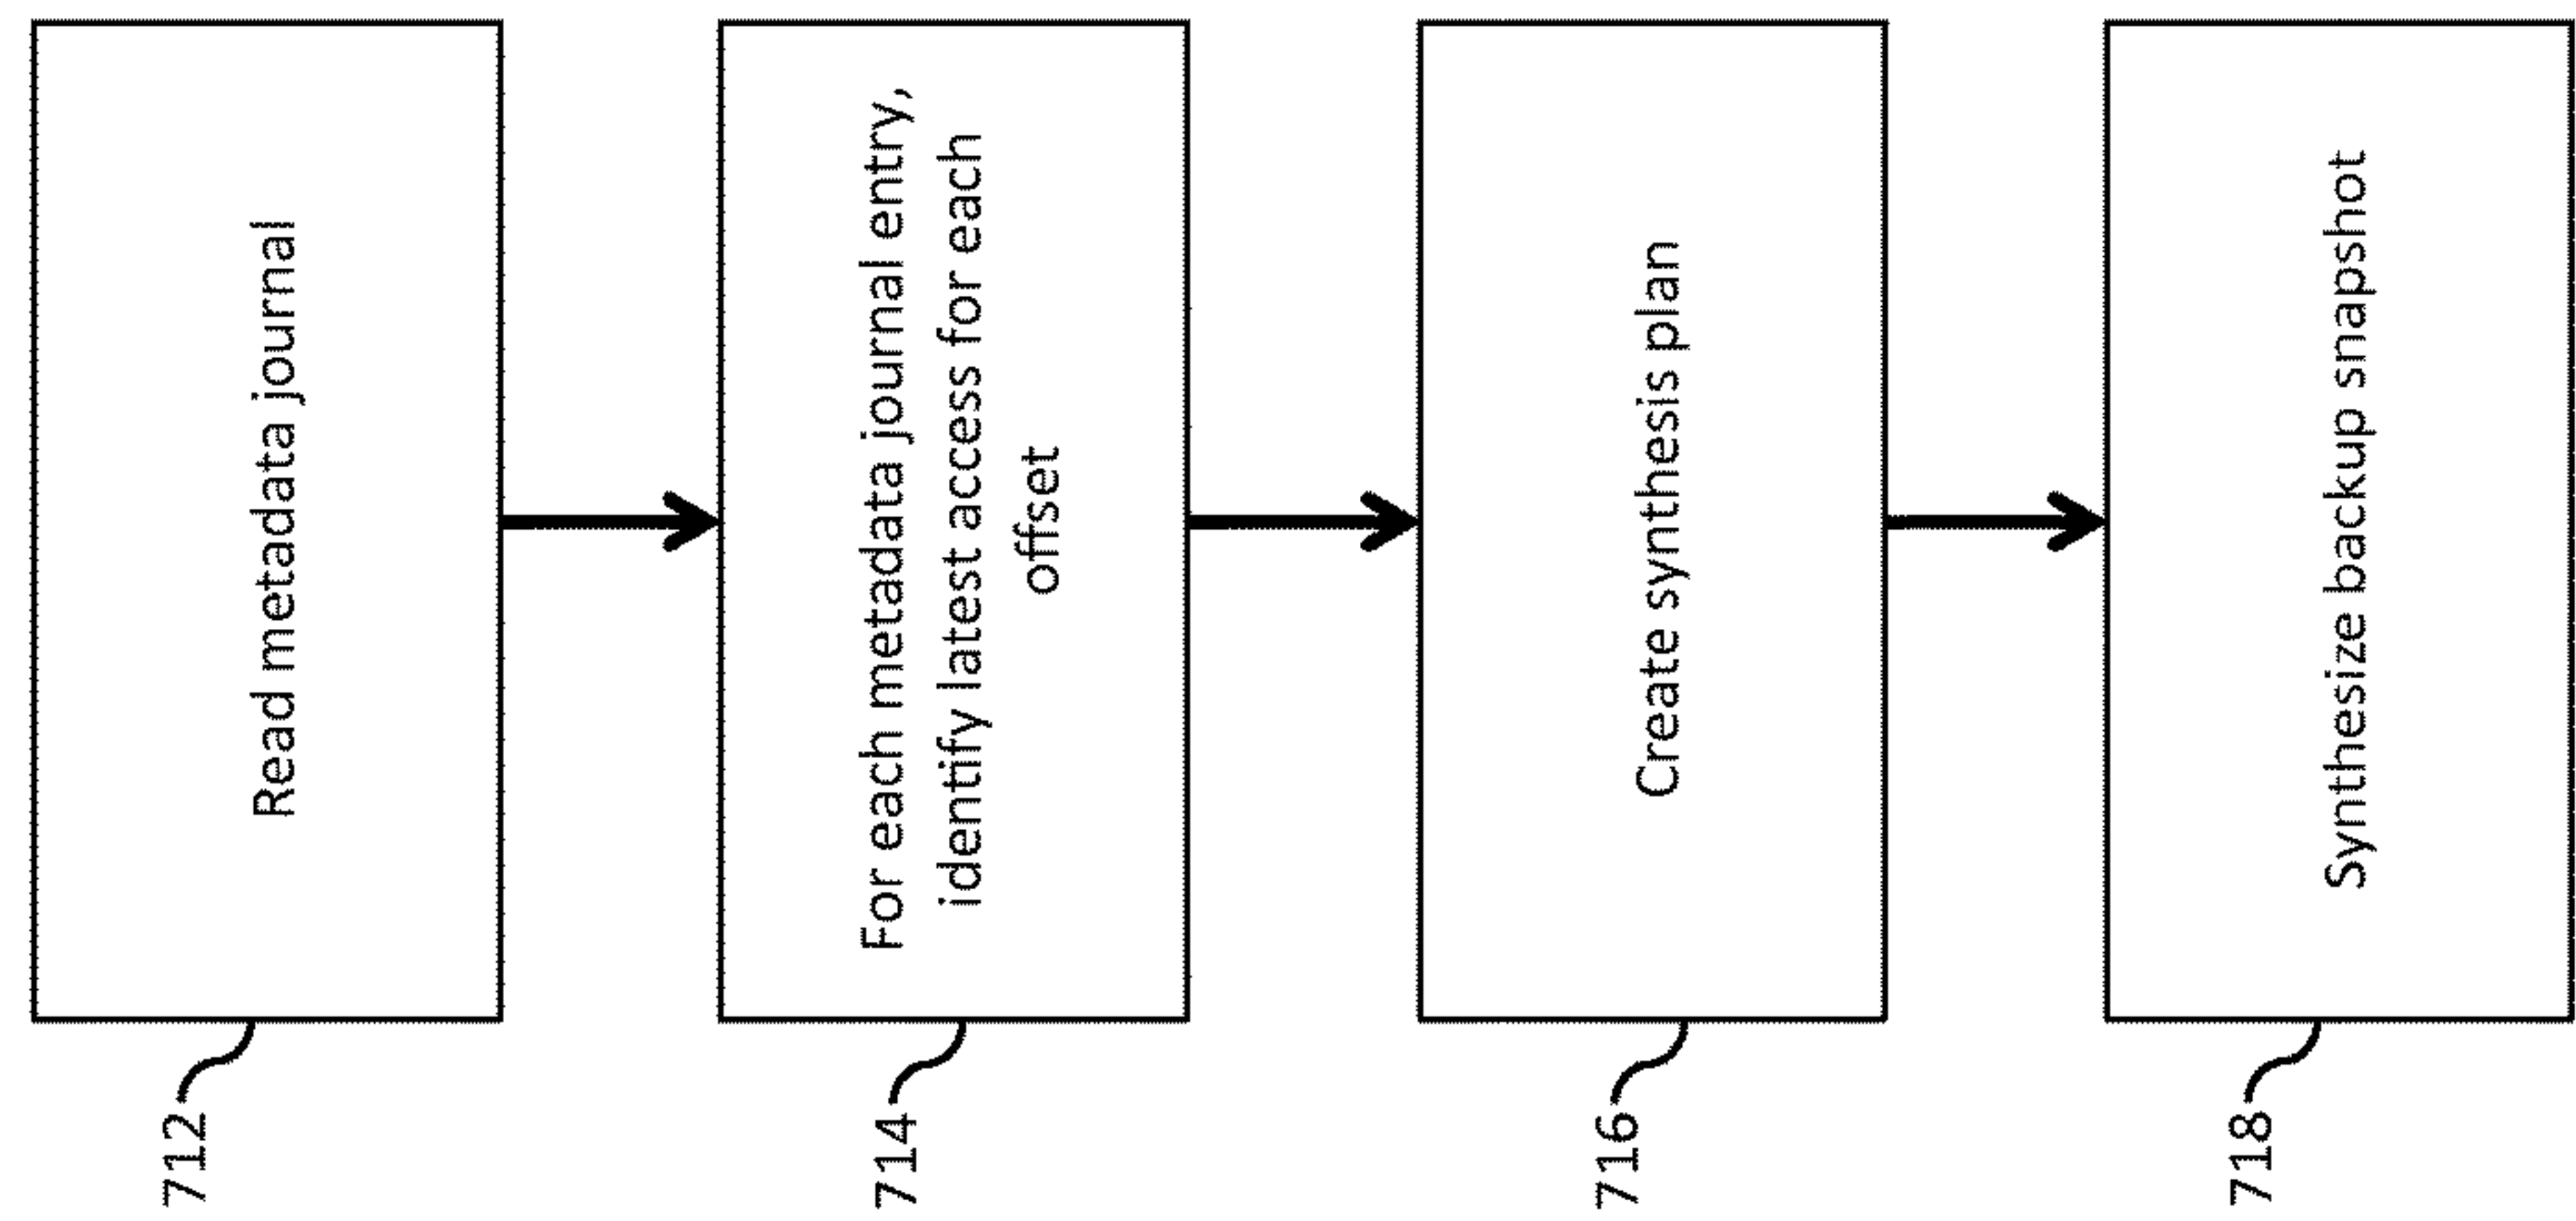 712
Read metadata journal
714
For each metadata journal entry,
identify latest access for each
offset
716
Create synthesis plan
718
Synthesize backup snapshot